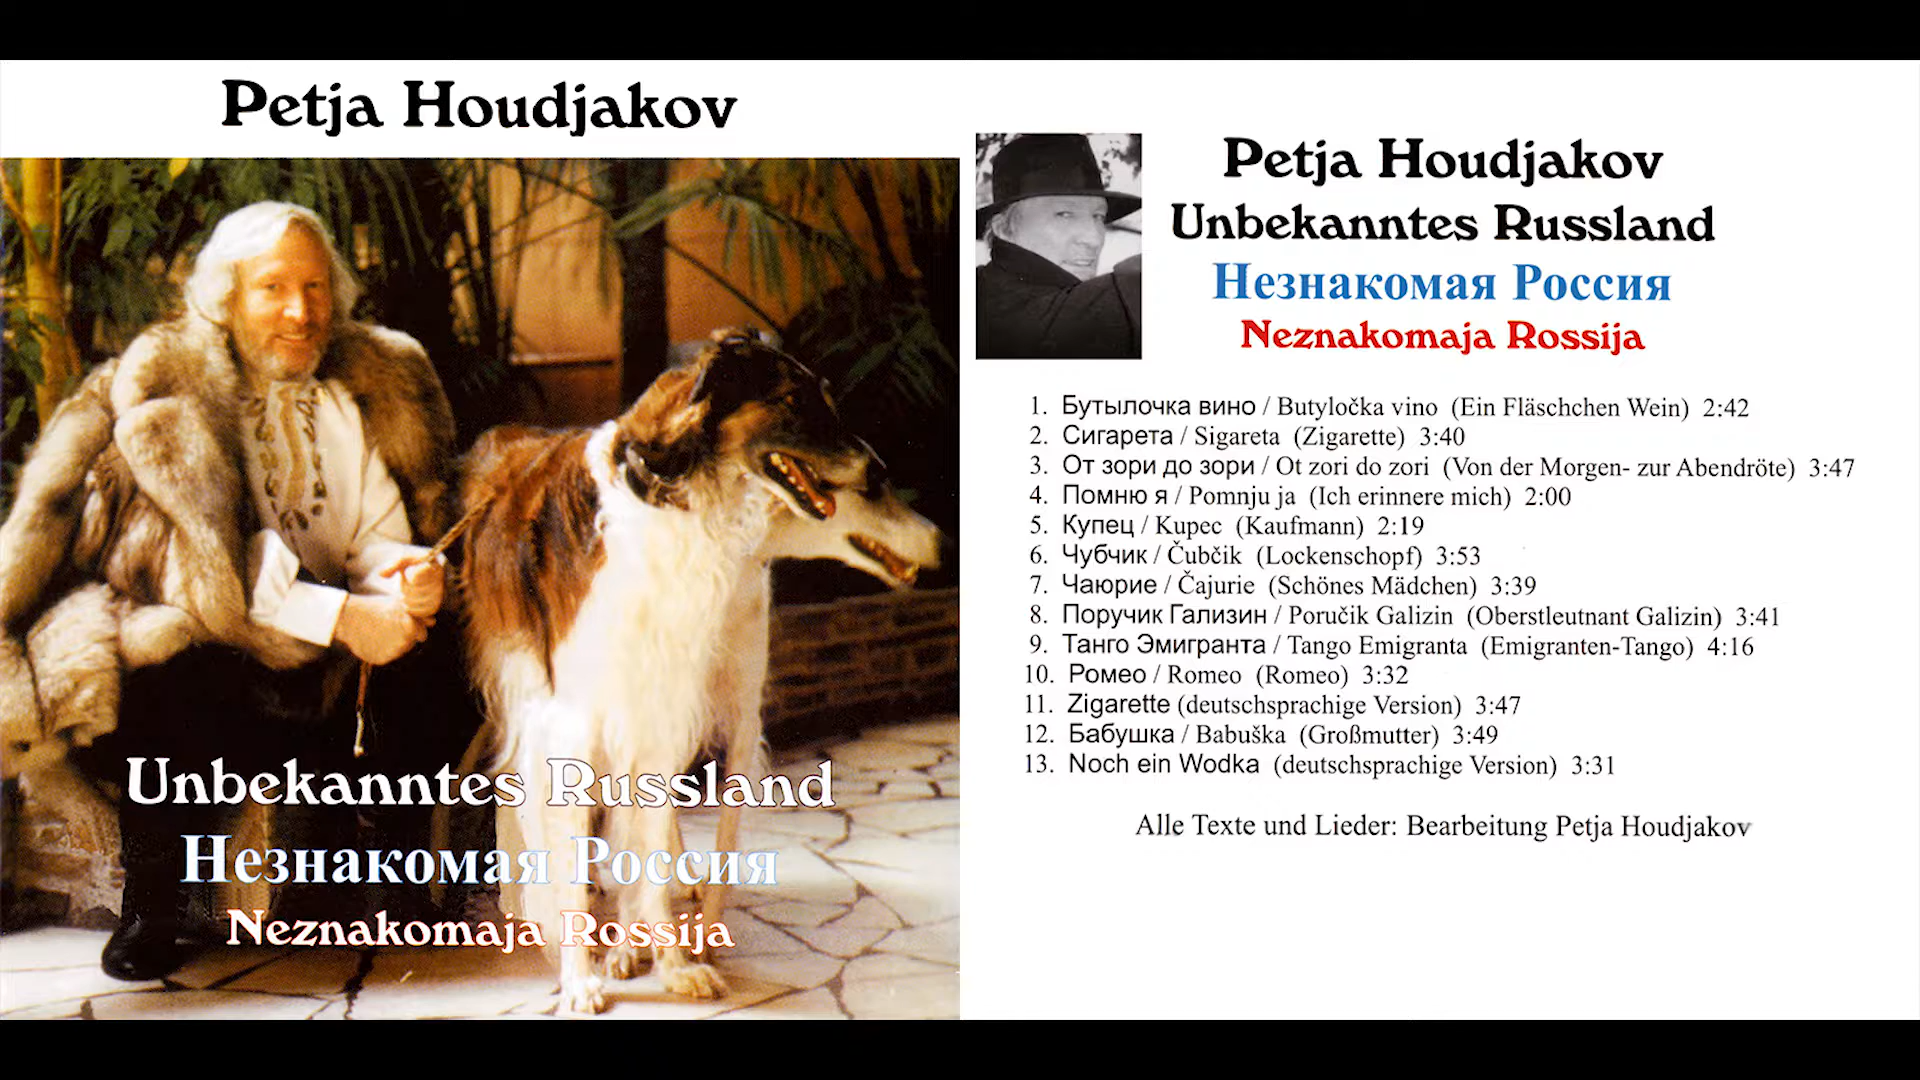 Petja Houdjakov
Unbekanntes Russland
Незнакомая Россия
Neznakomaja Rossija
Petja Houdjakov
Unbekanntes Russland
Незнакомая Россия
Neznakomaja Rossija
1. Бутылочка вино / Butyločka vino (Ein Fläschchen Wein) 2:42
2. Сигарета / Sigareta (Zigarette) 3:40
3. От зори до зори / Ot zori do zori (Von der Morgen- zur Abendröte) 3:47
4. Помню я / Pomnju ja (Ich erinnere mich) 2:00
5. Купец / Kupec (Kaufmann) 2:19
6. Чубчик / Čubčik (Lockenschopf) 3:53
7. Чаюрие / Čajurie (Schönes Mädchen) 3:39
8. Поручик Гализин / Poručik Galizin (Oberstleutnant Galizin) 3:41
9. Танго Эмигранта / Tango Emigranta (Emigranten-Tango) 4:16
10. Ромео / Romeo (Romeo) 3:32
11. Zigarette (deutschsprachige Version) 3:47
12. Бабушка / Babuška (Großmutter) 3:49
13. Noch ein Wodka (deutschsprachige Version) 3:31
Alle Texte und Lieder: Bearbeitung Petja Houdjakov